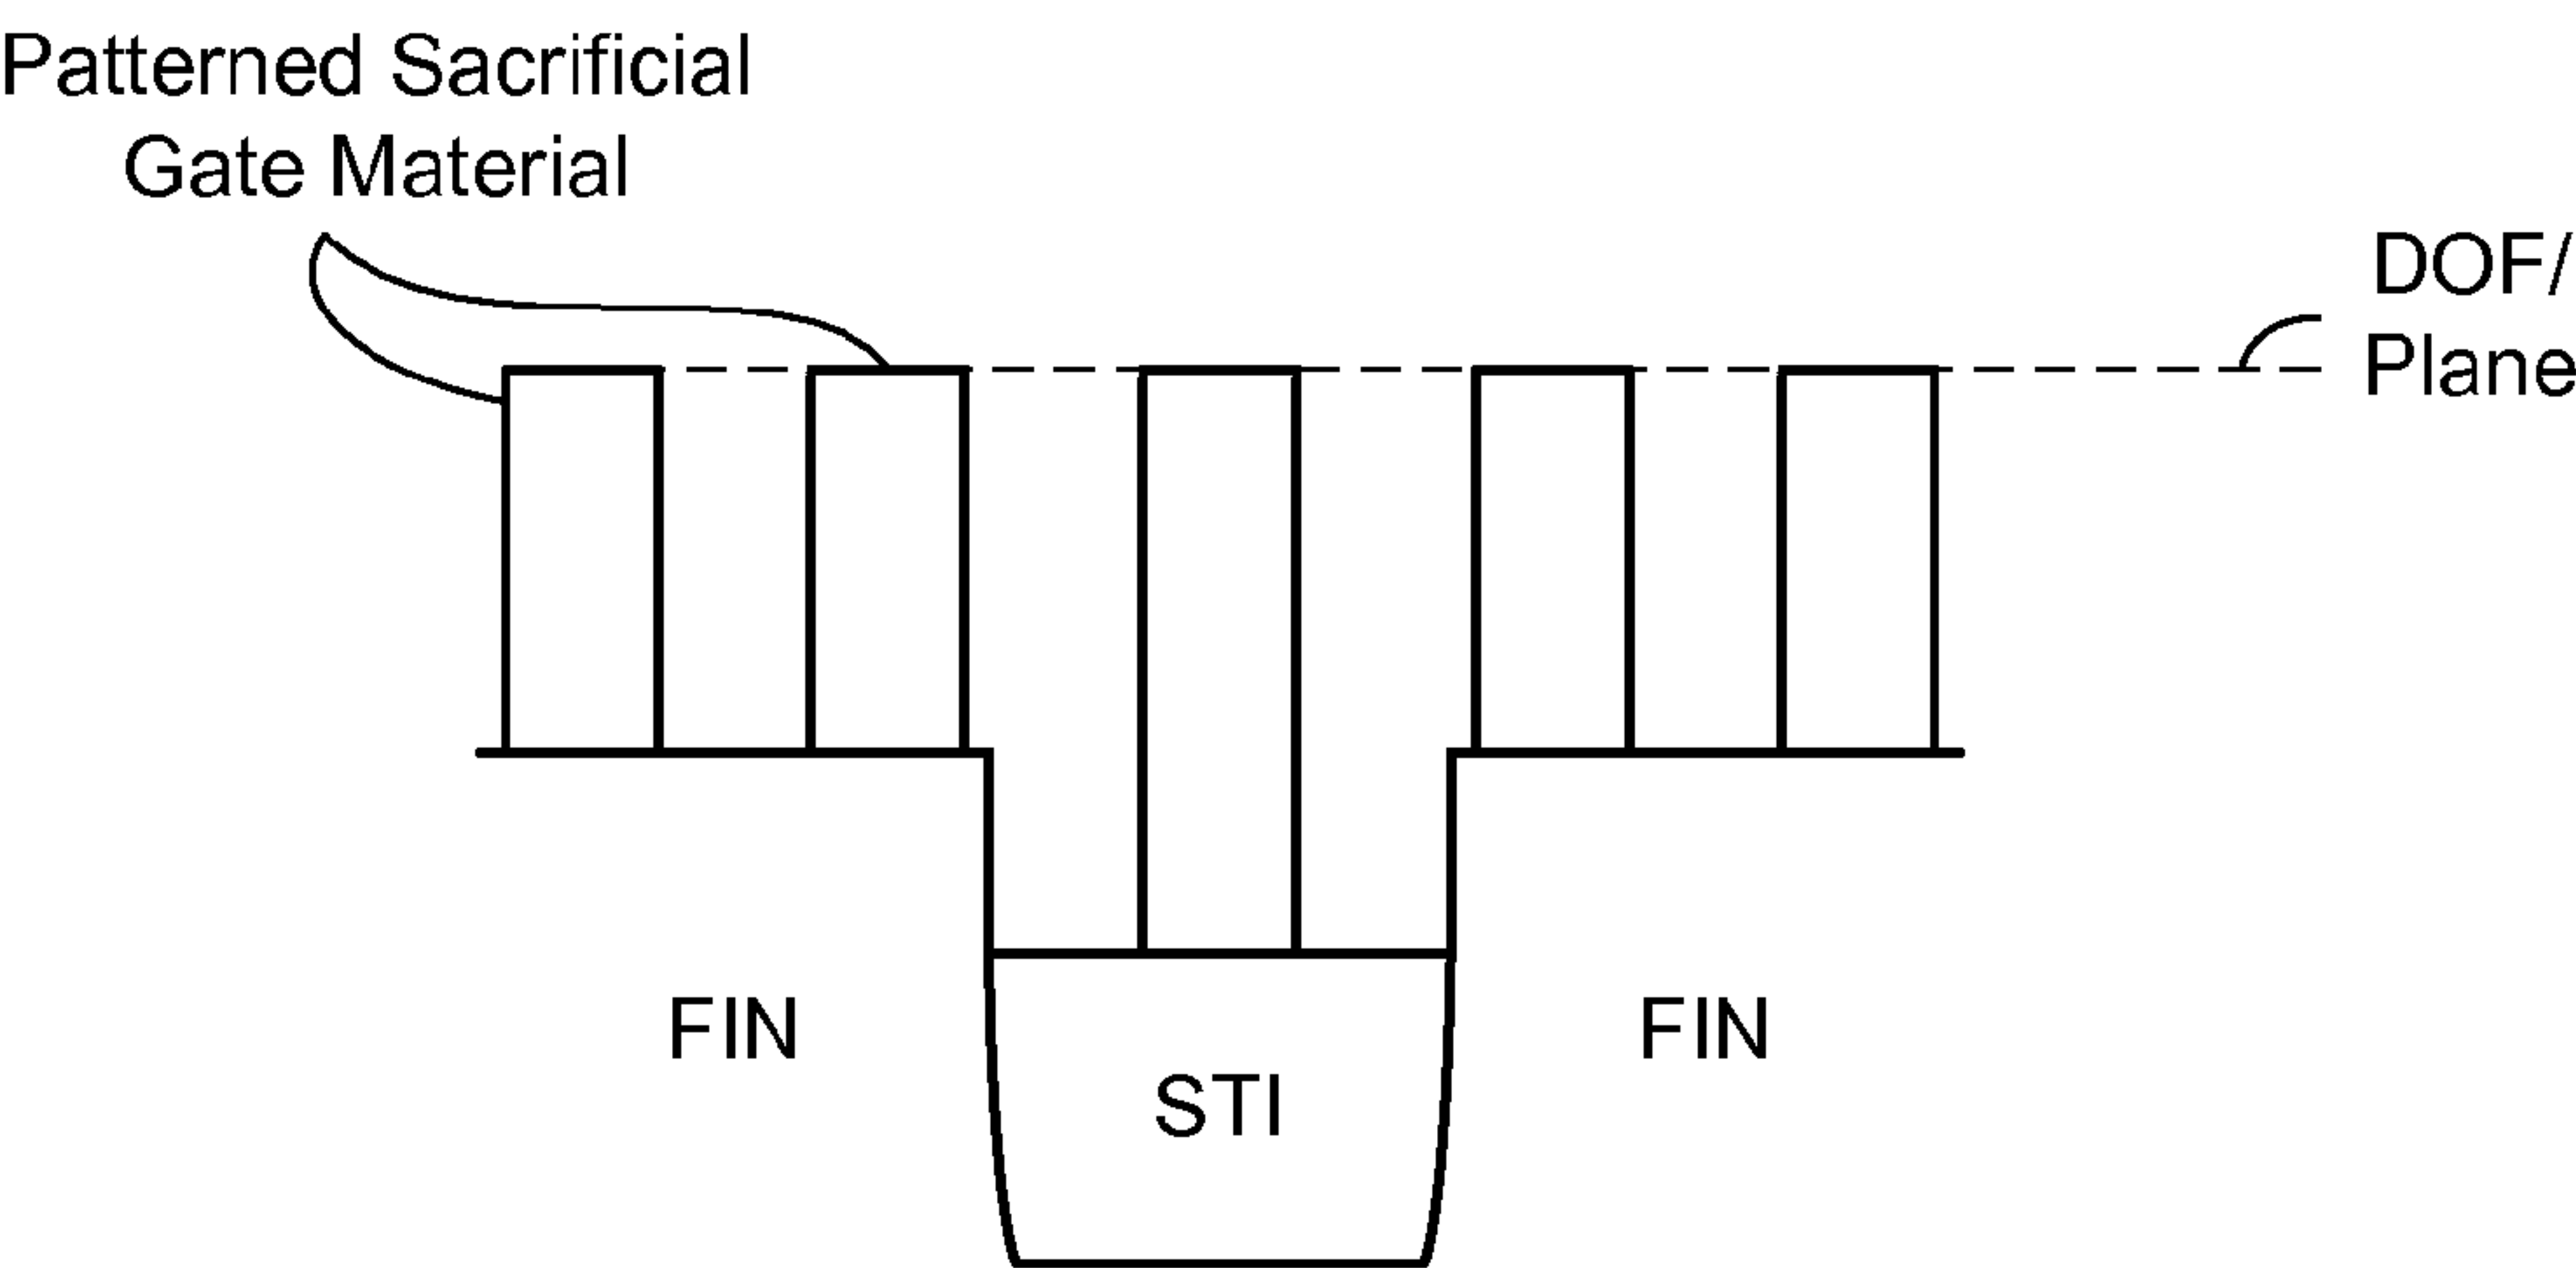 Patterned Sacrificial
Gate Material
DOF/
Plane
FIN
FIN
STI